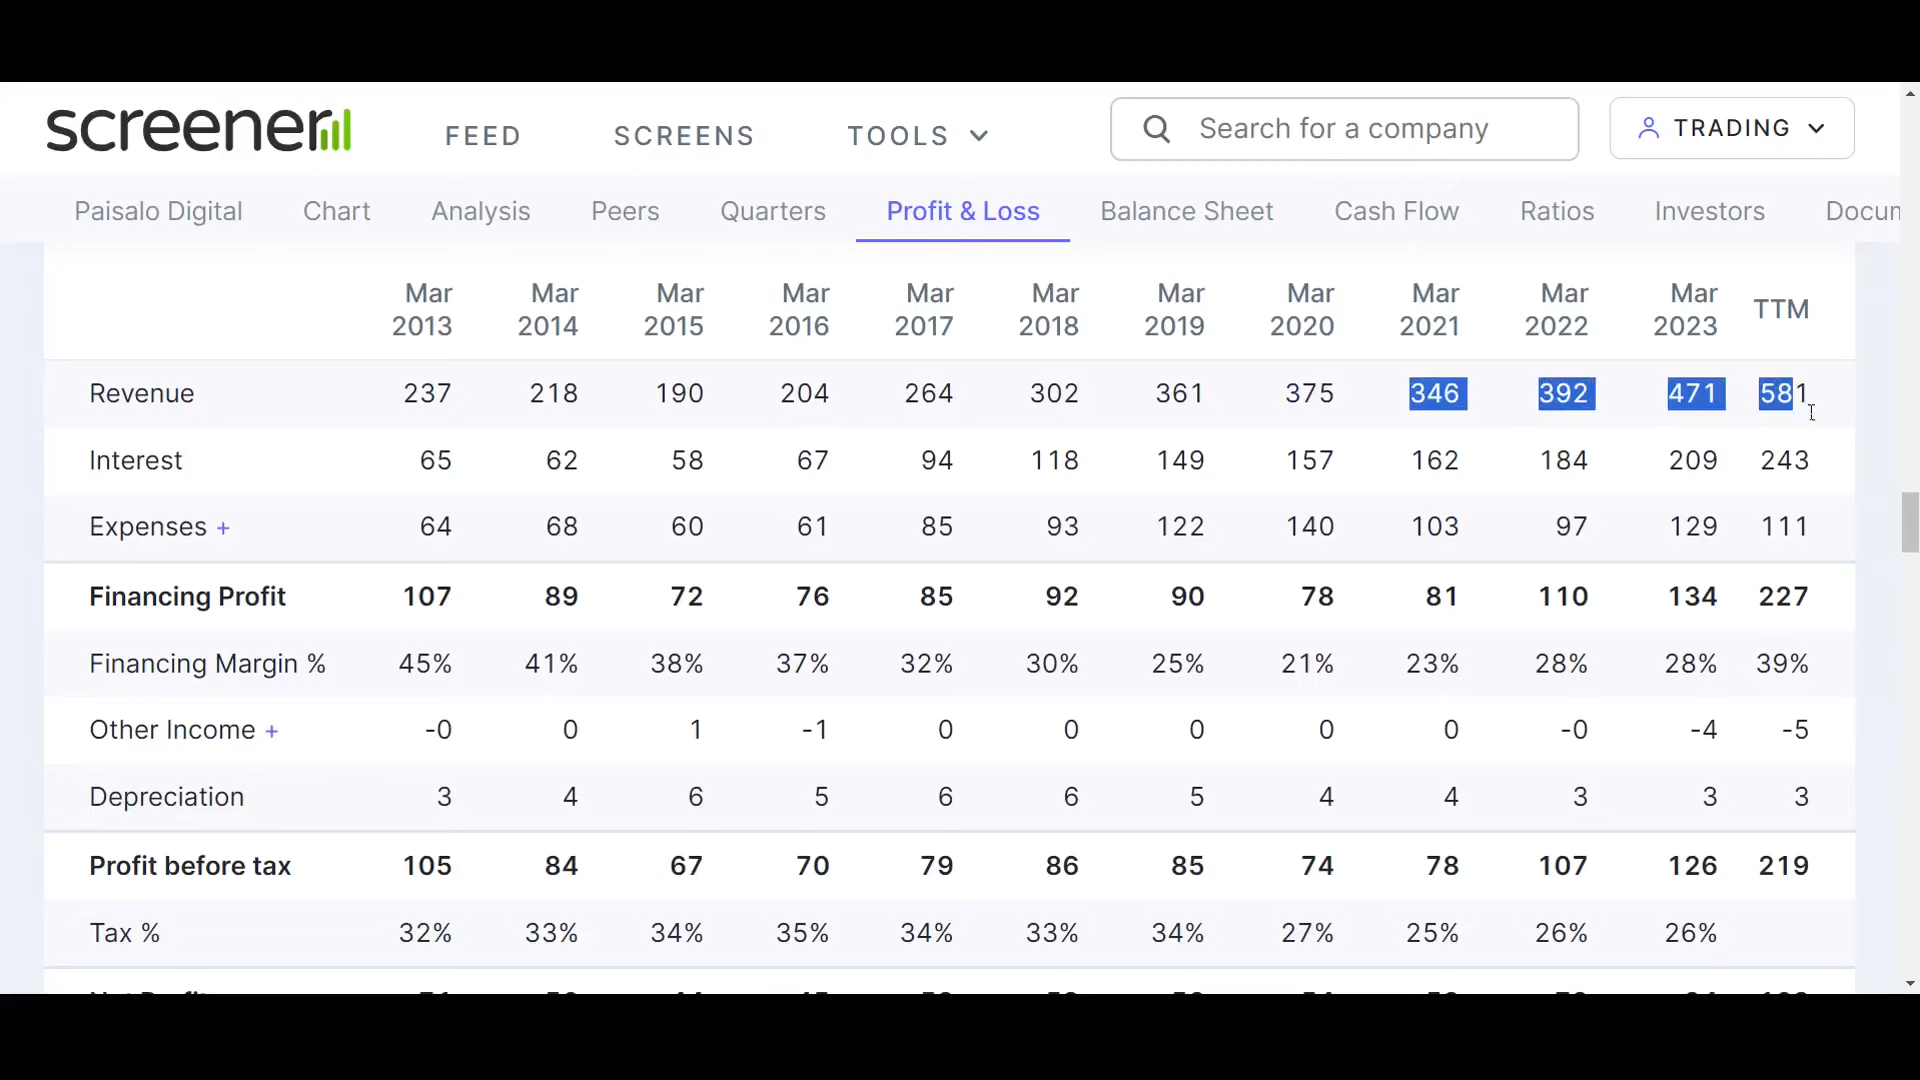 screener FEED SCREENS TOOLS Search for a company TRADING
Paisalo Digital Chart Analysis Peers Quarters Profit & Loss Balance Sheet Cash Flow Ratios Investors Docum
Mar 2013 Mar 2014 Mar 2015 Mar 2016 Mar 2017 Mar 2018 Mar 2019 Mar 2020 Mar 2021 Mar 2022 Mar 2023 TTM
Revenue 237 218 190 204 264 302 361 375 346 392 471 581
Interest 65 62 58 67 94 118 149 157 162 184 209 243
Expenses + 64 68 60 61 85 93 122 140 103 97 129 111
Financing Profit 107 89 72 76 85 92 90 78 81 110 134 227
Financing Margin % 45% 41% 38% 37% 32% 30% 25% 21% 23% 28% 28% 39%
Other Income + -0 0 1 -1 0 0 0 0 0 -0 -4 -5
Depreciation 3 4 6 5 6 6 5 4 4 3 3 3
Profit before tax 105 84 67 70 79 86 85 74 78 107 126 219
Tax % 32% 33% 34% 35% 34% 33% 34% 27% 25% 26% 26%